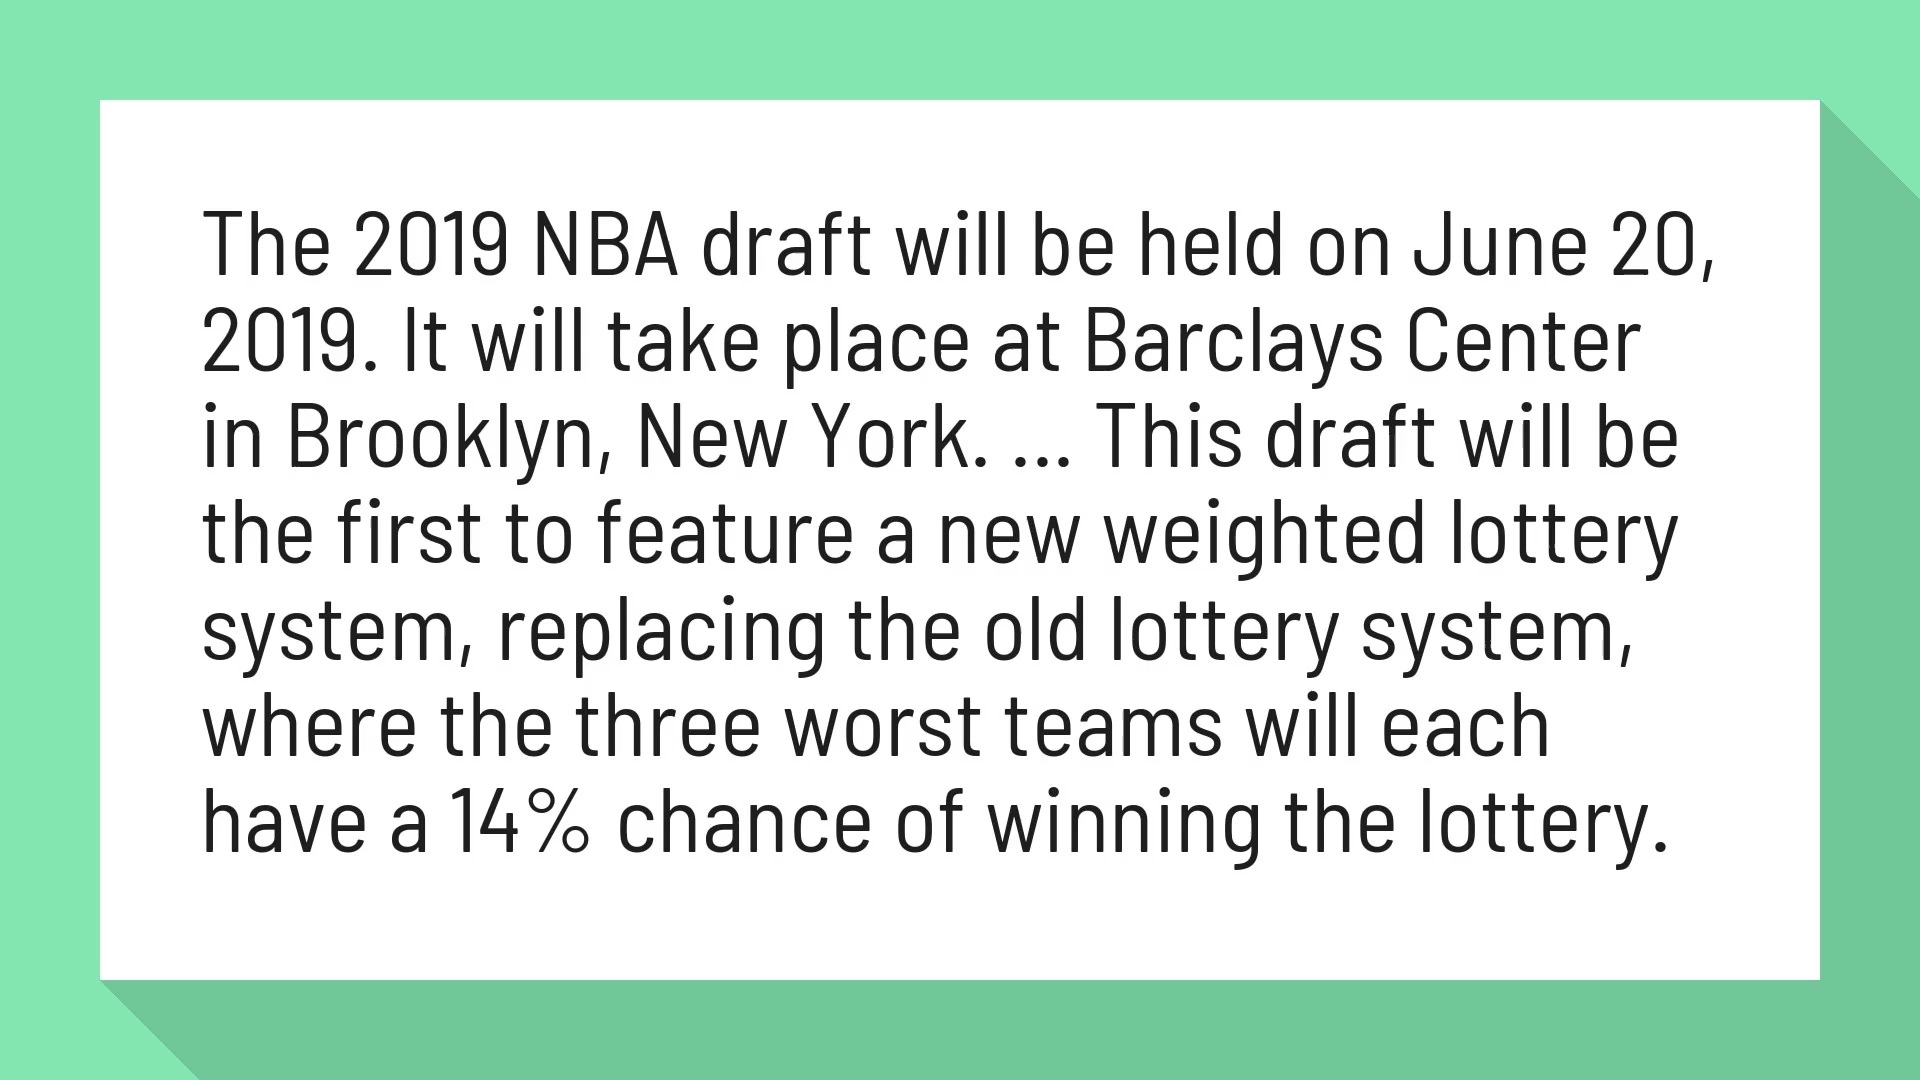 The 2019 NBA draft will be held on June 20,
2019. It will take place at Barclays Center
in Brooklyn, New York. ... This draft will be
the first to feature a new weighted lottery
system, replacing the old lottery system,
where the three worst teams will each
have a 14% chance of winning the lottery.